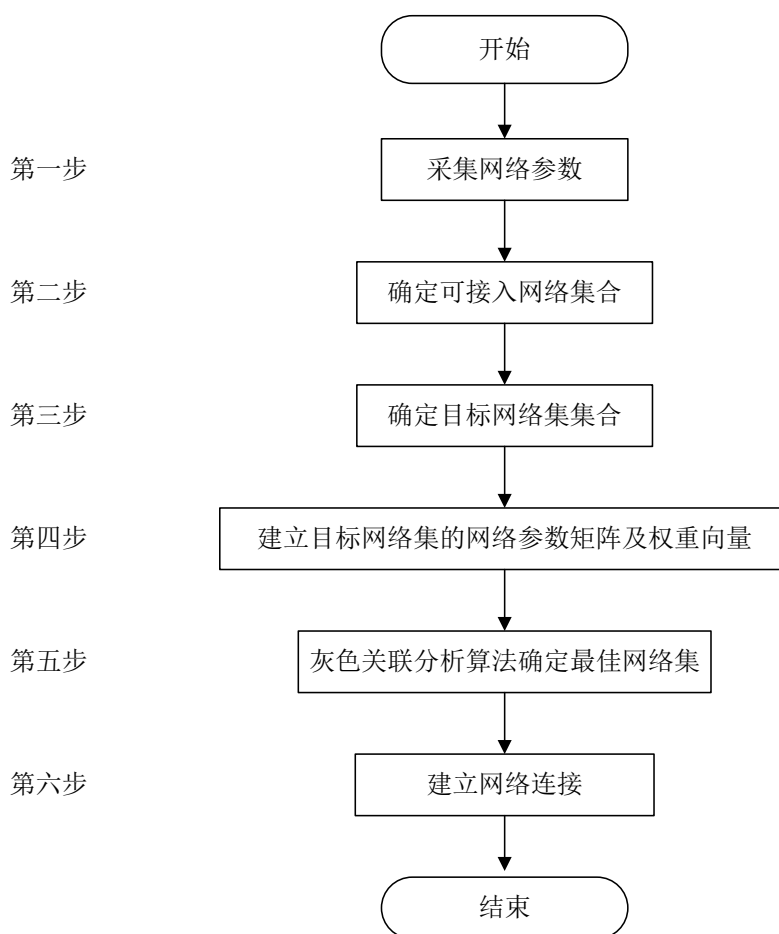 开始
第一步
采集网络参数
第二步
确定可接入网络集合
第三步
确定目标网络集集合
第四步
建立目标网络集的网络参数矩阵及权重向量
第五步
灰色关联分析算法确定最佳网络集
第六步
建立网络连接
结束